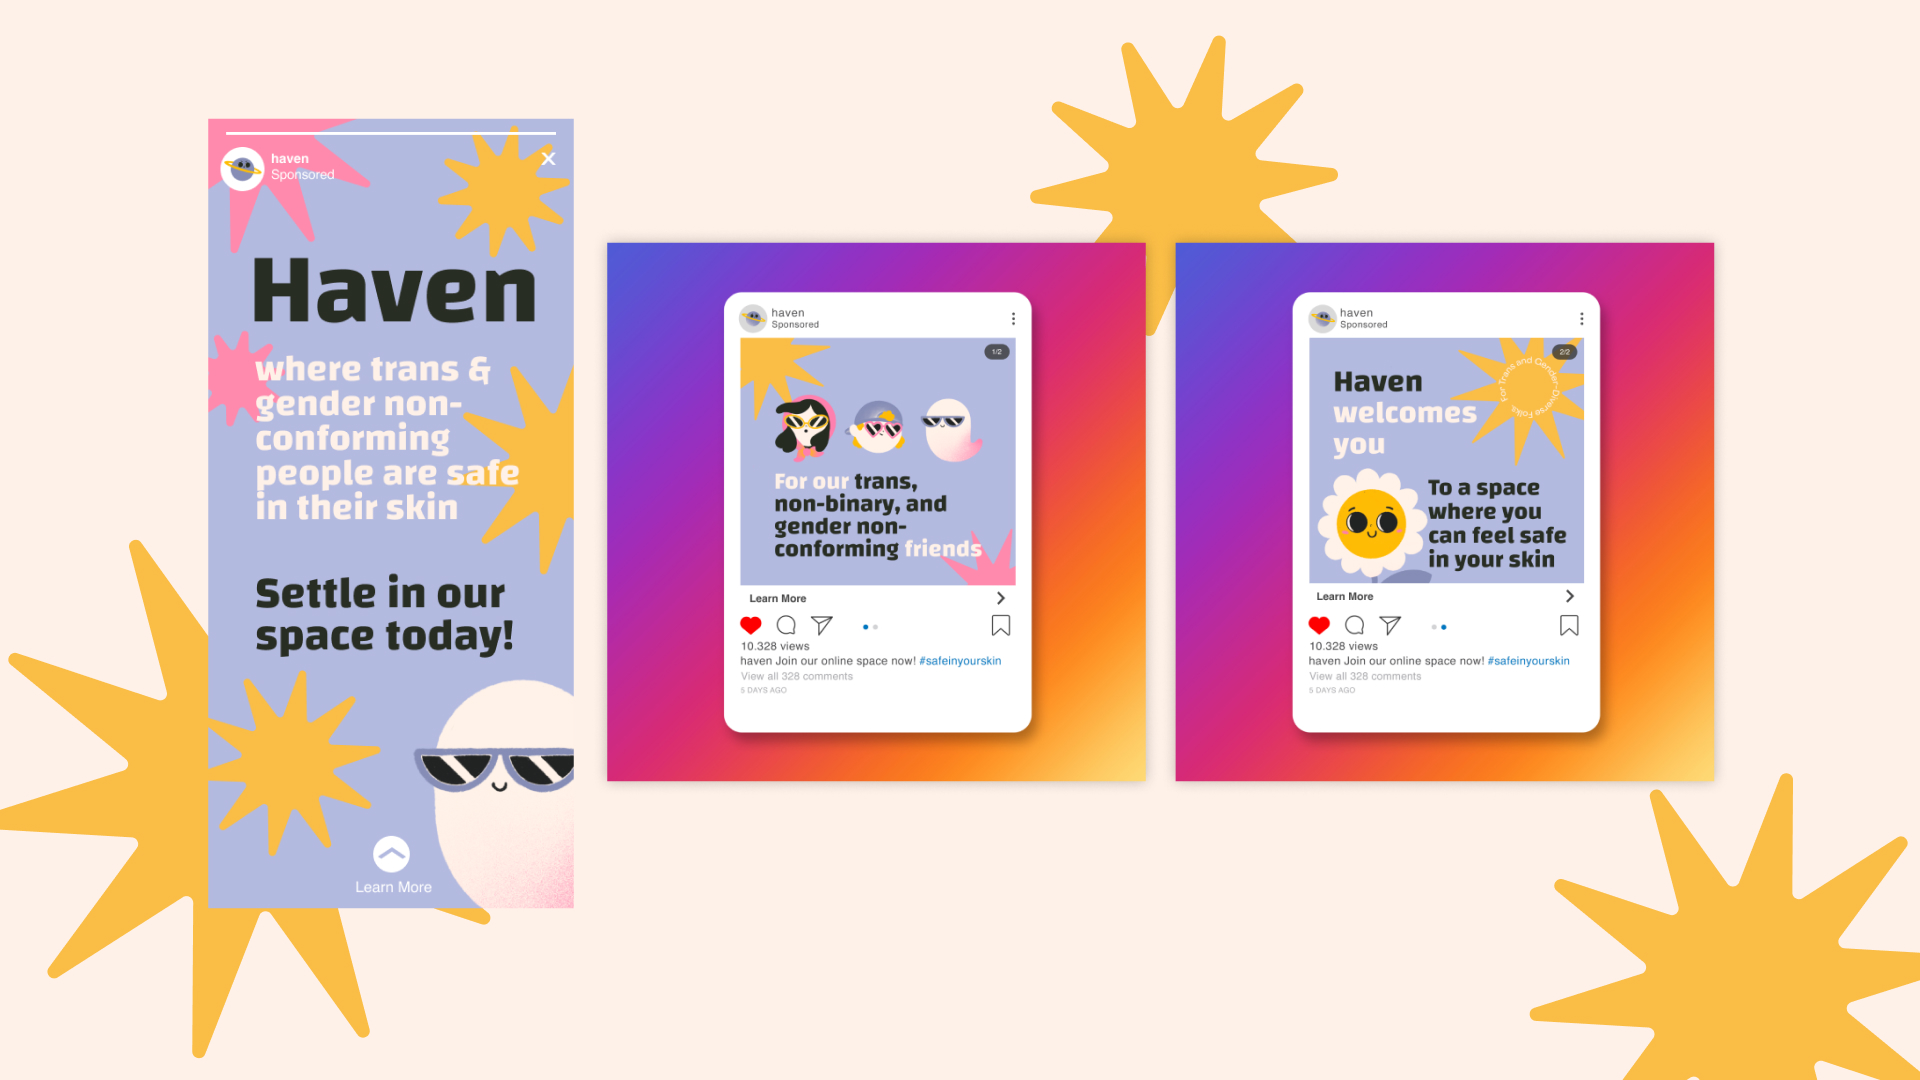 haven
Sponsored
X
Haven
where trans &
gender non-
conforming
people are safe
in their skin
Settle in our
space today!
Learn More
haven
Sponsored
1/2
For our trans,
non-binary, and
gender non-
conforming friends
Learn More
10.328 views
haven Join our online space now! #safeinyourskin
View all 328 comments
5 DAYS AGO
haven
Sponsored
2/2
For Trans and Gender-Diverse Folks
Haven
welcomes
you
To a space
where you
can feel safe
in your skin
Learn More
10.328 views
haven Join our online space now! #safeinyourskin
View all 328 comments
5 DAYS AGO